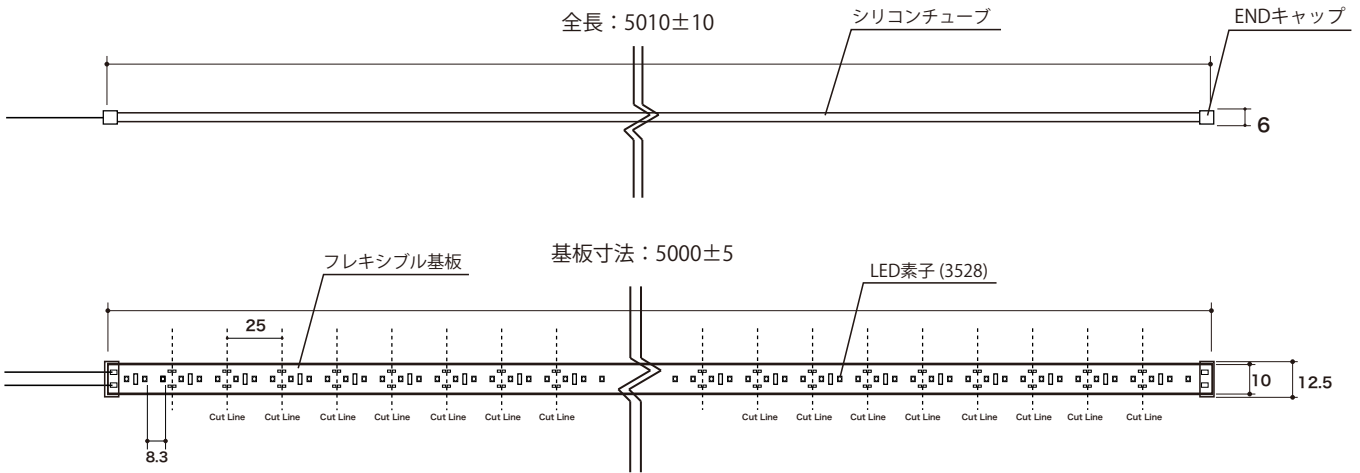 全長：5010±10
シリコンチューブ
ENDキャップ
6
基板寸法：5000±5
フレキシブル基板
LED素子 (3528)
25
10
12.5
Cut Line Cut Line Cut Line Cut Line Cut Line Cut Line Cut Line Cut Line Cut Line Cut Line Cut Line Cut Line Cut Line Cut Line Cut Line
8.3